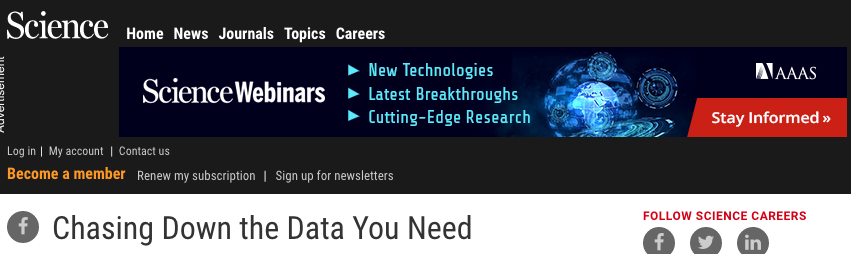 Science
Home News Journals Topics Careers
Advertisement
Science Webinars
► New Technologies
► Latest Breakthroughs
► Cutting-Edge Research
AAAS
Stay Informed »
Log in | My account | Contact us
Become a member Renew my subscription | Sign up for newsletters
Chasing Down the Data You Need
FOLLOW SCIENCE CAREERS